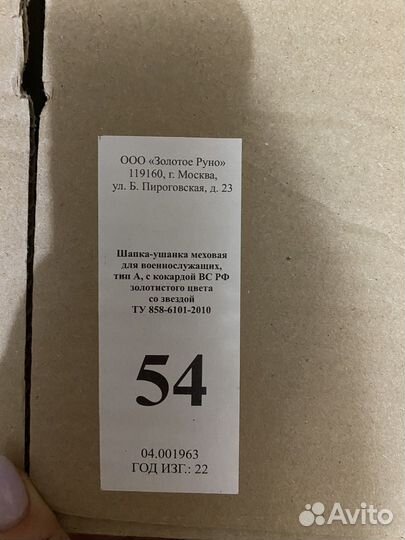 ООО «Золотое Руно»
119160, г. Москва,
ул. Б. Пироговская, д. 23
Шапка-ушанка меховая
для военнослужащих,
тип А, с кокардой ВС РФ
золотистого цвета
со звездой
ТУ 858-6101-2010
54
04.001963
ГОД ИЗГ.: 22
Avito